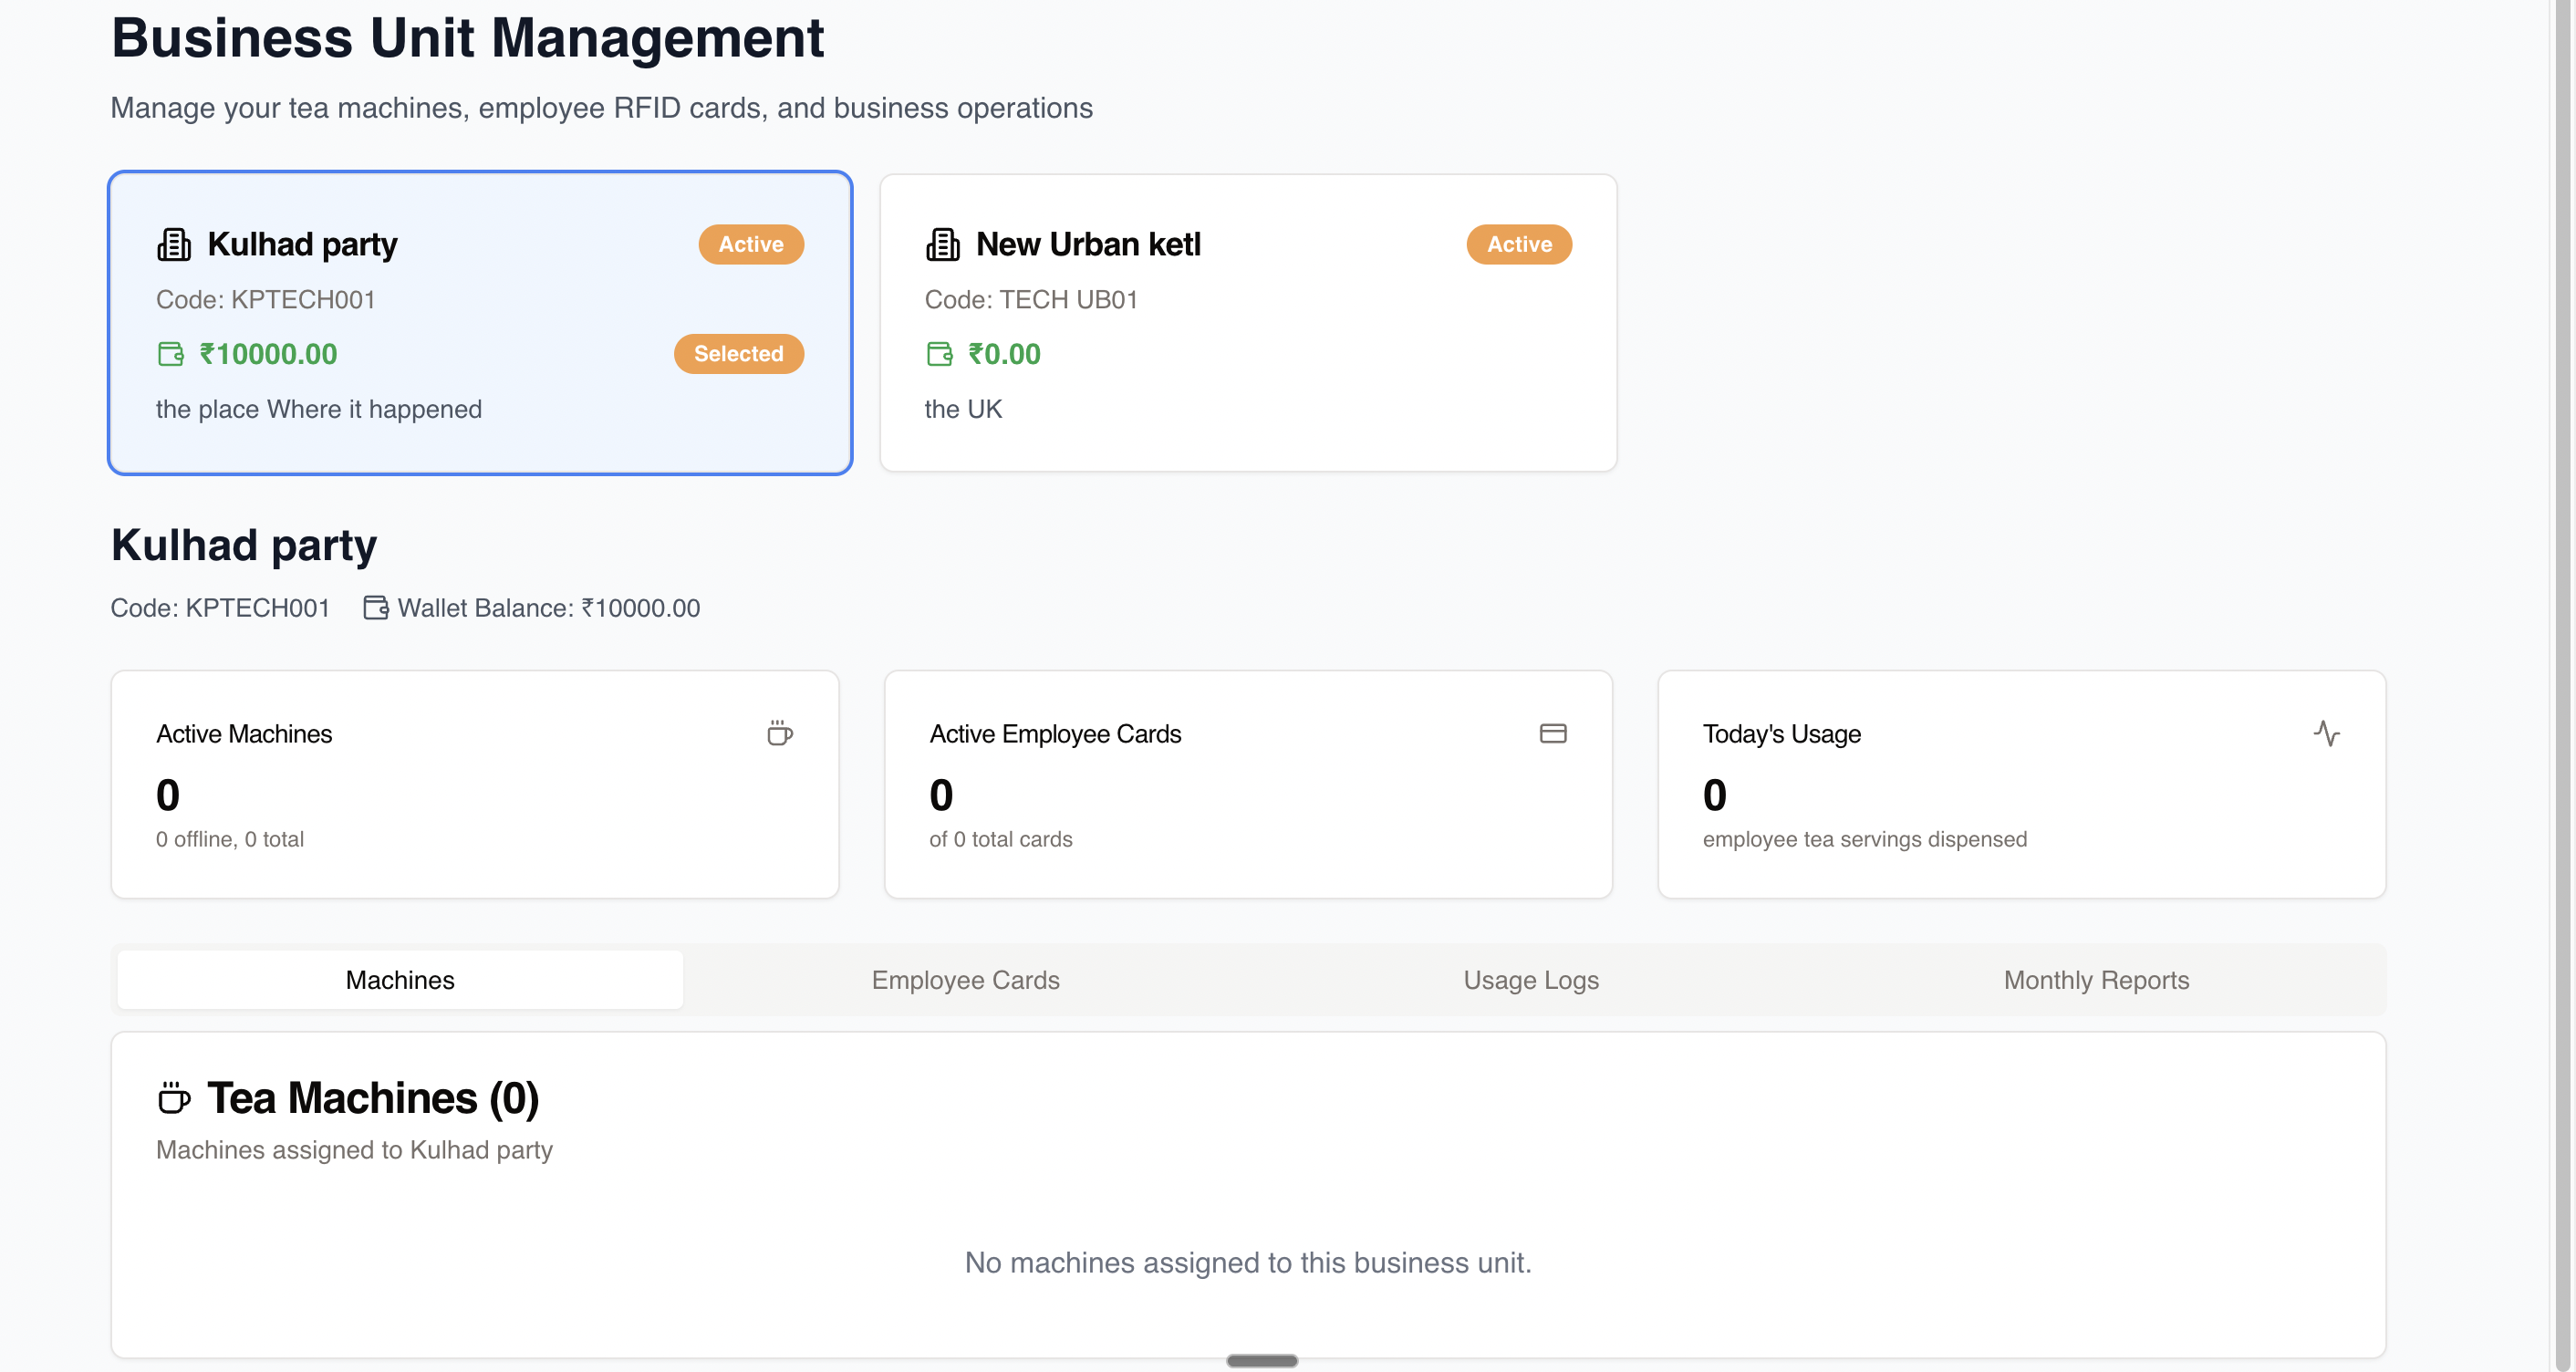 Business Unit Management
Manage your tea machines, employee RFID cards, and business operations
Kulhad party
Active
Code: KPTECH001
₹10000.00
Selected
the place Where it happened
New Urban ketl
Active
Code: TECH UB01
₹0.00
the UK
Kulhad party
Code: KPTECH001 Wallet Balance: ₹10000.00
Active Machines
0
0 offline, 0 total
Active Employee Cards
0
of 0 total cards
Today's Usage
0
employee tea servings dispensed
Machines
Employee Cards
Usage Logs
Monthly Reports
Tea Machines (0)
Machines assigned to Kulhad party
No machines assigned to this business unit.